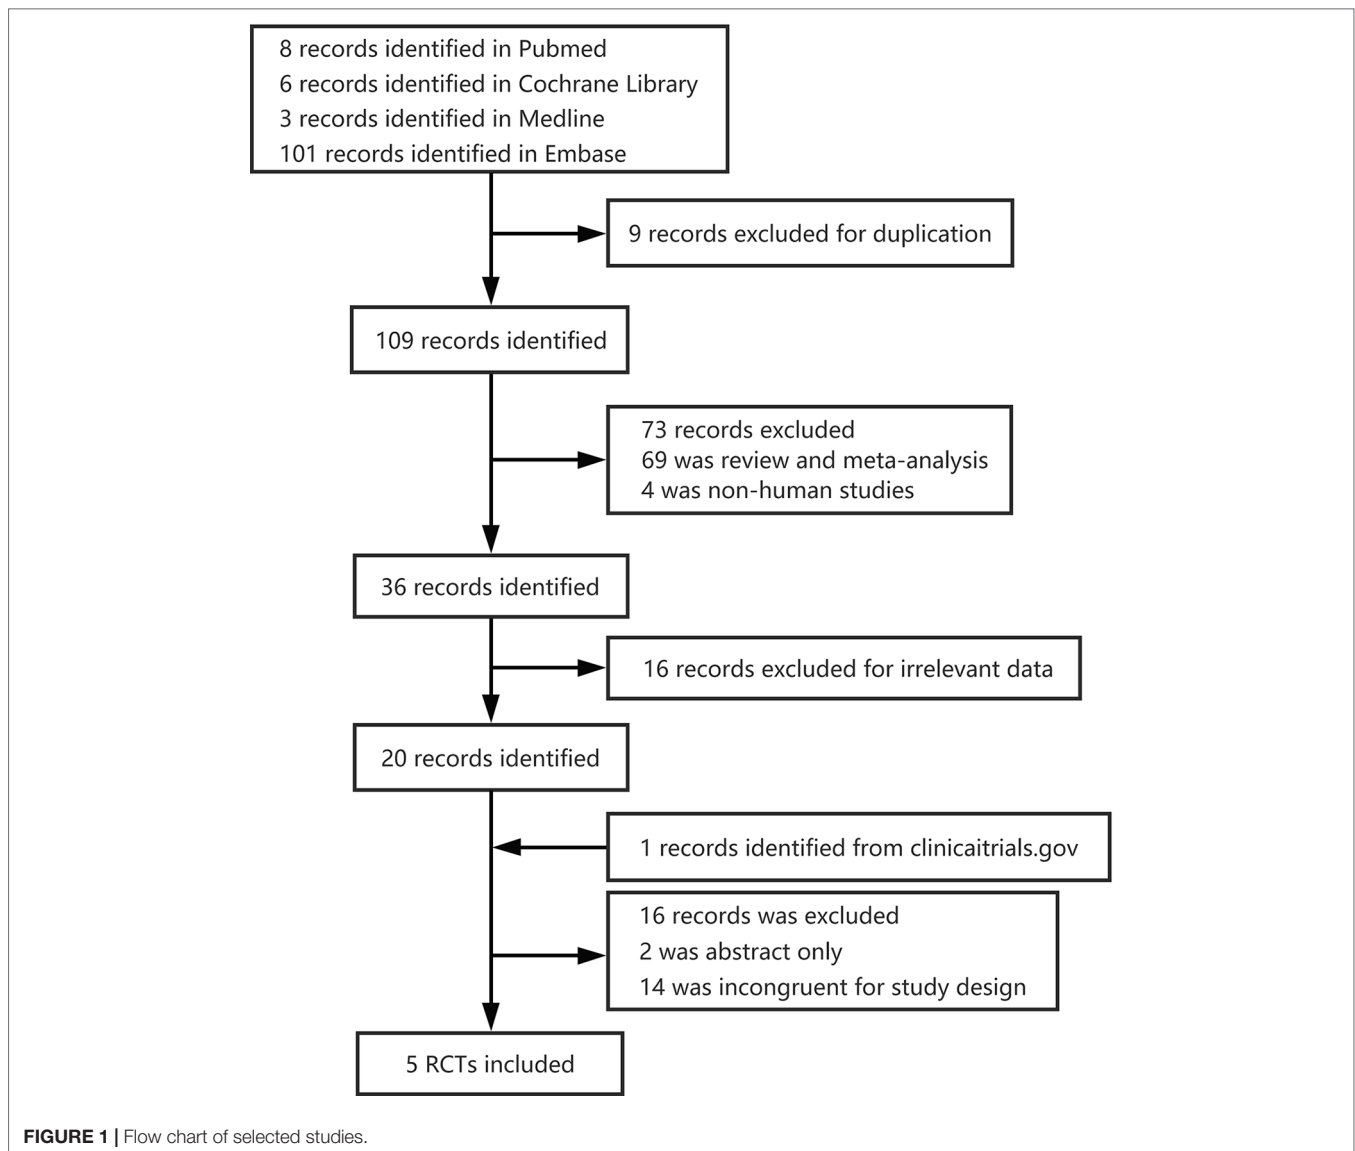 8 records identified in Pubmed
6 records identified in Cochrane Library
3 records identified in Medline
101 records identified in Embase
9 records excluded for duplication
109 records identified
73 records excluded
69 was review and meta-analysis
4 was non-human studies
36 records identified
16 records excluded for irrelevant data
20 records identified
1 records identified from clinicaitrials.gov
16 records was excluded
2 was abstract only
14 was incongruent for study design
5 RCTs included
FIGURE 1 | Flow chart of selected studies.